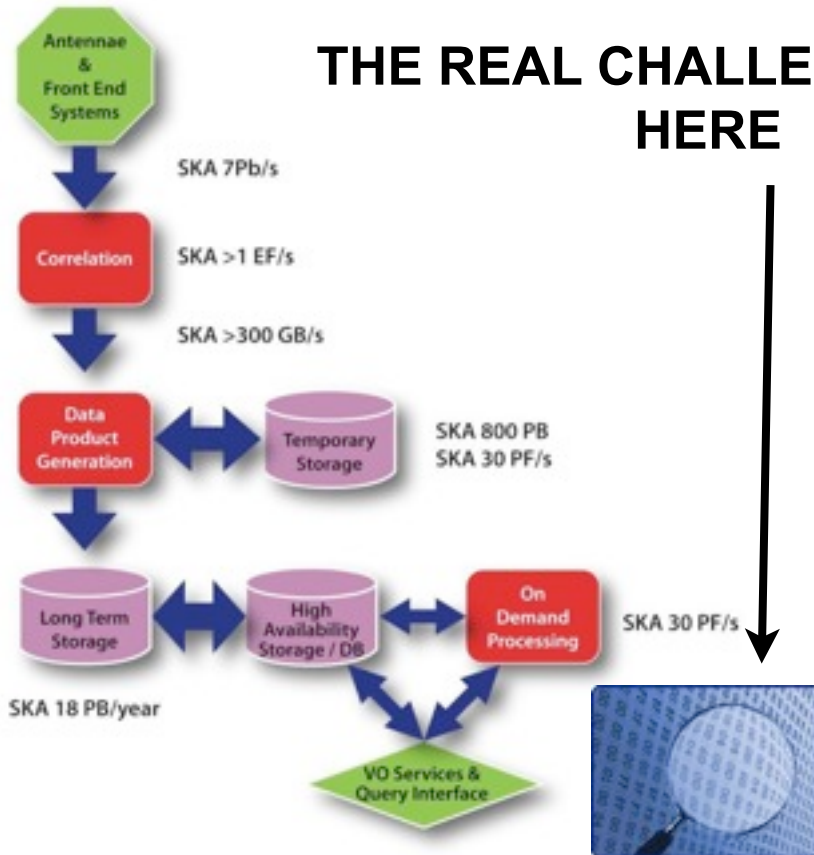 Antennae
&
Front End
Systems
THE REAL CHALLE
HERE
SKA 7Pb/s
Correlation
SKA >1 EF/s
SKA >300 GB/s
Data
Product
Generation
Temporary
Storage
SKA 800 PB
SKA 30 PF/s
Long Term
Storage
High
Availability
Storage / DB
On
Demand
Processing
SKA 30 PF/s
SKA 18 PB/year
VO Services &
Query Interface